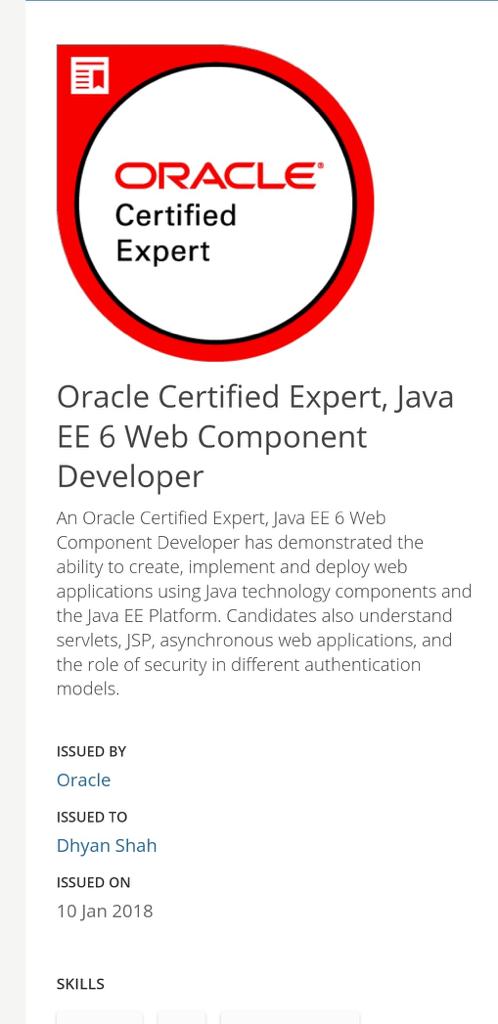 ORACLE®
Certified
Expert
Oracle Certified Expert, Java
EE 6 Web Component
Developer
An Oracle Certified Expert, Java EE 6 Web
Component Developer has demonstrated the
ability to create, implement and deploy web
applications using Java technology components and
the Java EE Platform. Candidates also understand
servlets, JSP, asynchronous web applications, and
the role of security in different authentication
models.
ISSUED BY
Oracle
ISSUED TO
Dhyan Shah
ISSUED ON
10 Jan 2018
SKILLS